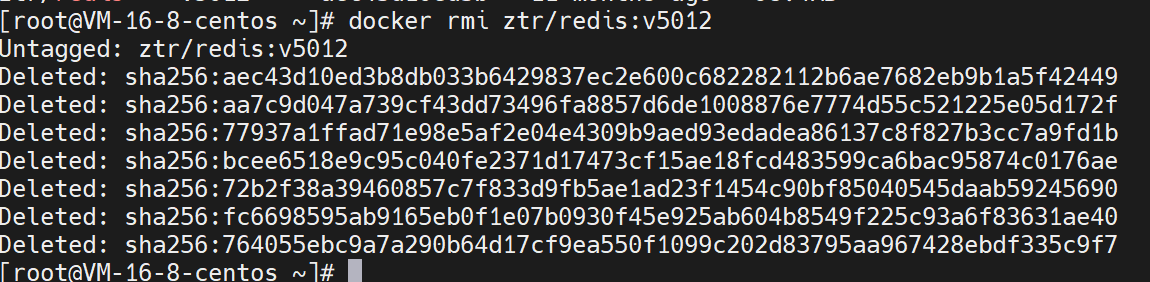 [root@VM-16-8-centos ~]# docker rmi ztr/redis:v5012
Untagged: ztr/redis:v5012
Deleted: sha256:aec43d10ed3b8db033b6429837ec2e600c682282112b6ae7682eb9b1a5f42449
Deleted: sha256:aa7c9d047a739cf43dd73496fa8857d6de1008876e7774d55c521225e05d172f
Deleted: sha256:77937a1ffad71e98e5af2e04e4309b9aed93edadea86137c8f827b3cc7a9fd1b
Deleted: sha256:bcee6518e9c95c040fe2371d17473cf15ae18fcd483599ca6bac95874c0176ae
Deleted: sha256:72b2f38a39460857c7f833d9fb5ae1ad23f1454c90bf85040545daab59245690
Deleted: sha256:fc6698595ab9165eb0f1e07b0930f45e925ab604b8549f225c93a6f83631ae40
Deleted: sha256:764055ebc9a7a290b64d17cf9ea550f1099c202d83795aa967428ebdf335c9f7
[root@VM-16-8-centos ~]#